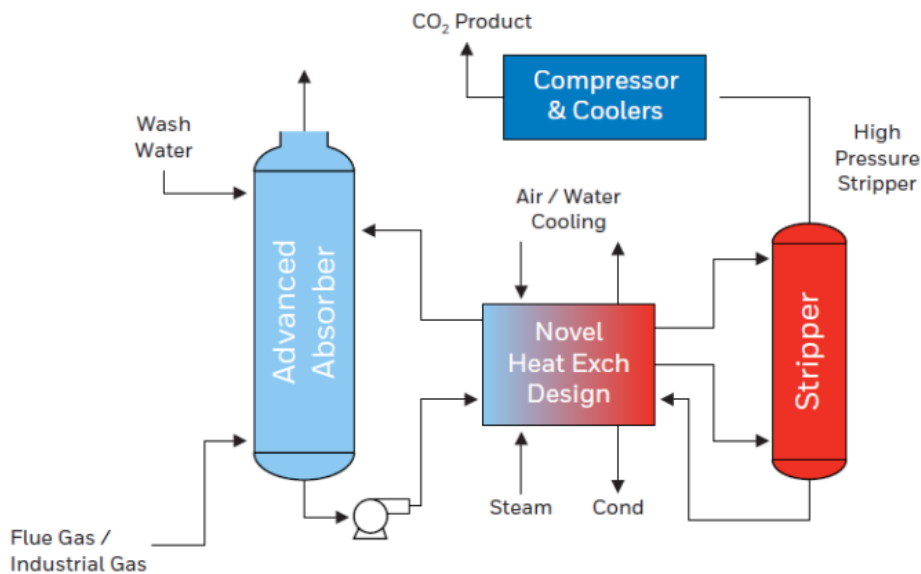 CO₂ Product
Compressor
& Coolers
Wash
Water
High
Pressure
Stripper
Air / Water
Cooling
Advanced
Absorber
Novel
Heat Exch
Design
Stripper
Steam
Cond
Flue Gas /
Industrial Gas